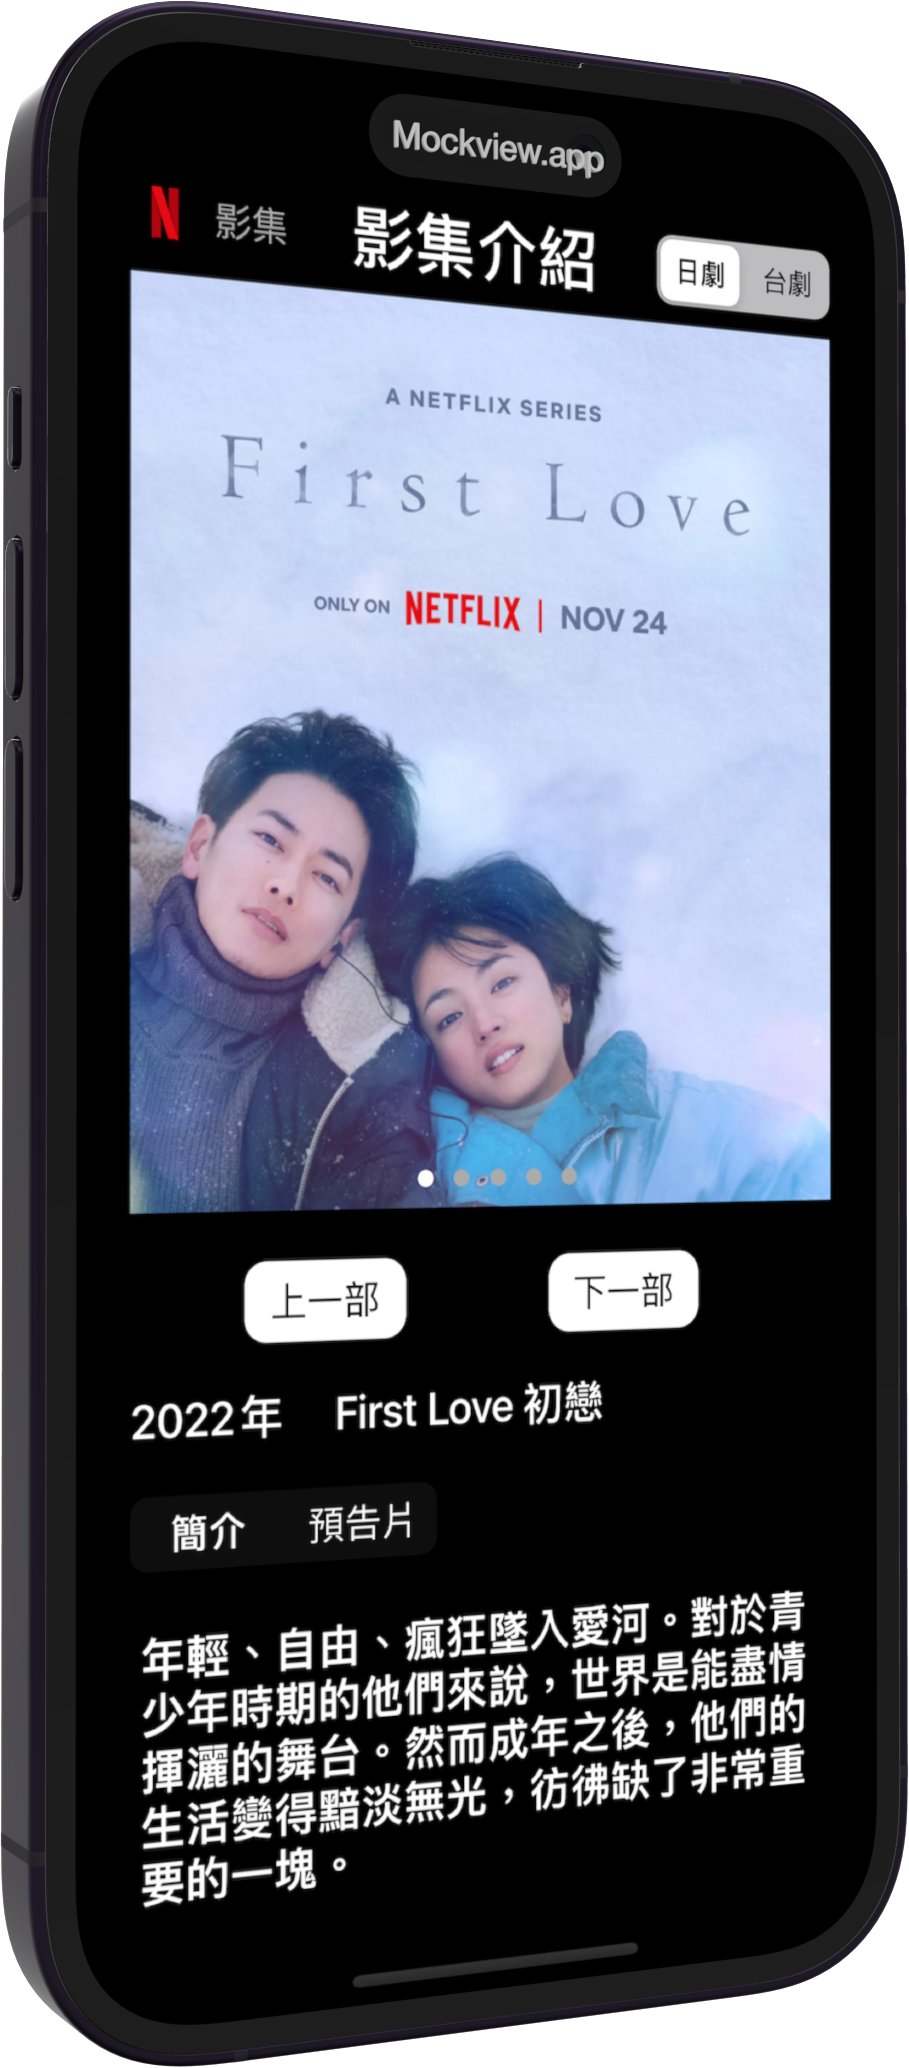 Mockview.app
N 影集 影集介紹 日劇 台劇
A NETFLIX SERIES
First Love
ONLY ON NETFLIX | NOV 24
上一部 下一部
2022年 First Love 初戀
簡介 預告片
年輕、自由、瘋狂墜入愛河。對於青
少年時期的他們來說，世界是能盡情
揮灑的舞台。然而成年之後，他們的
生活變得黯淡無光，彷彿缺了非常重
要的一塊。